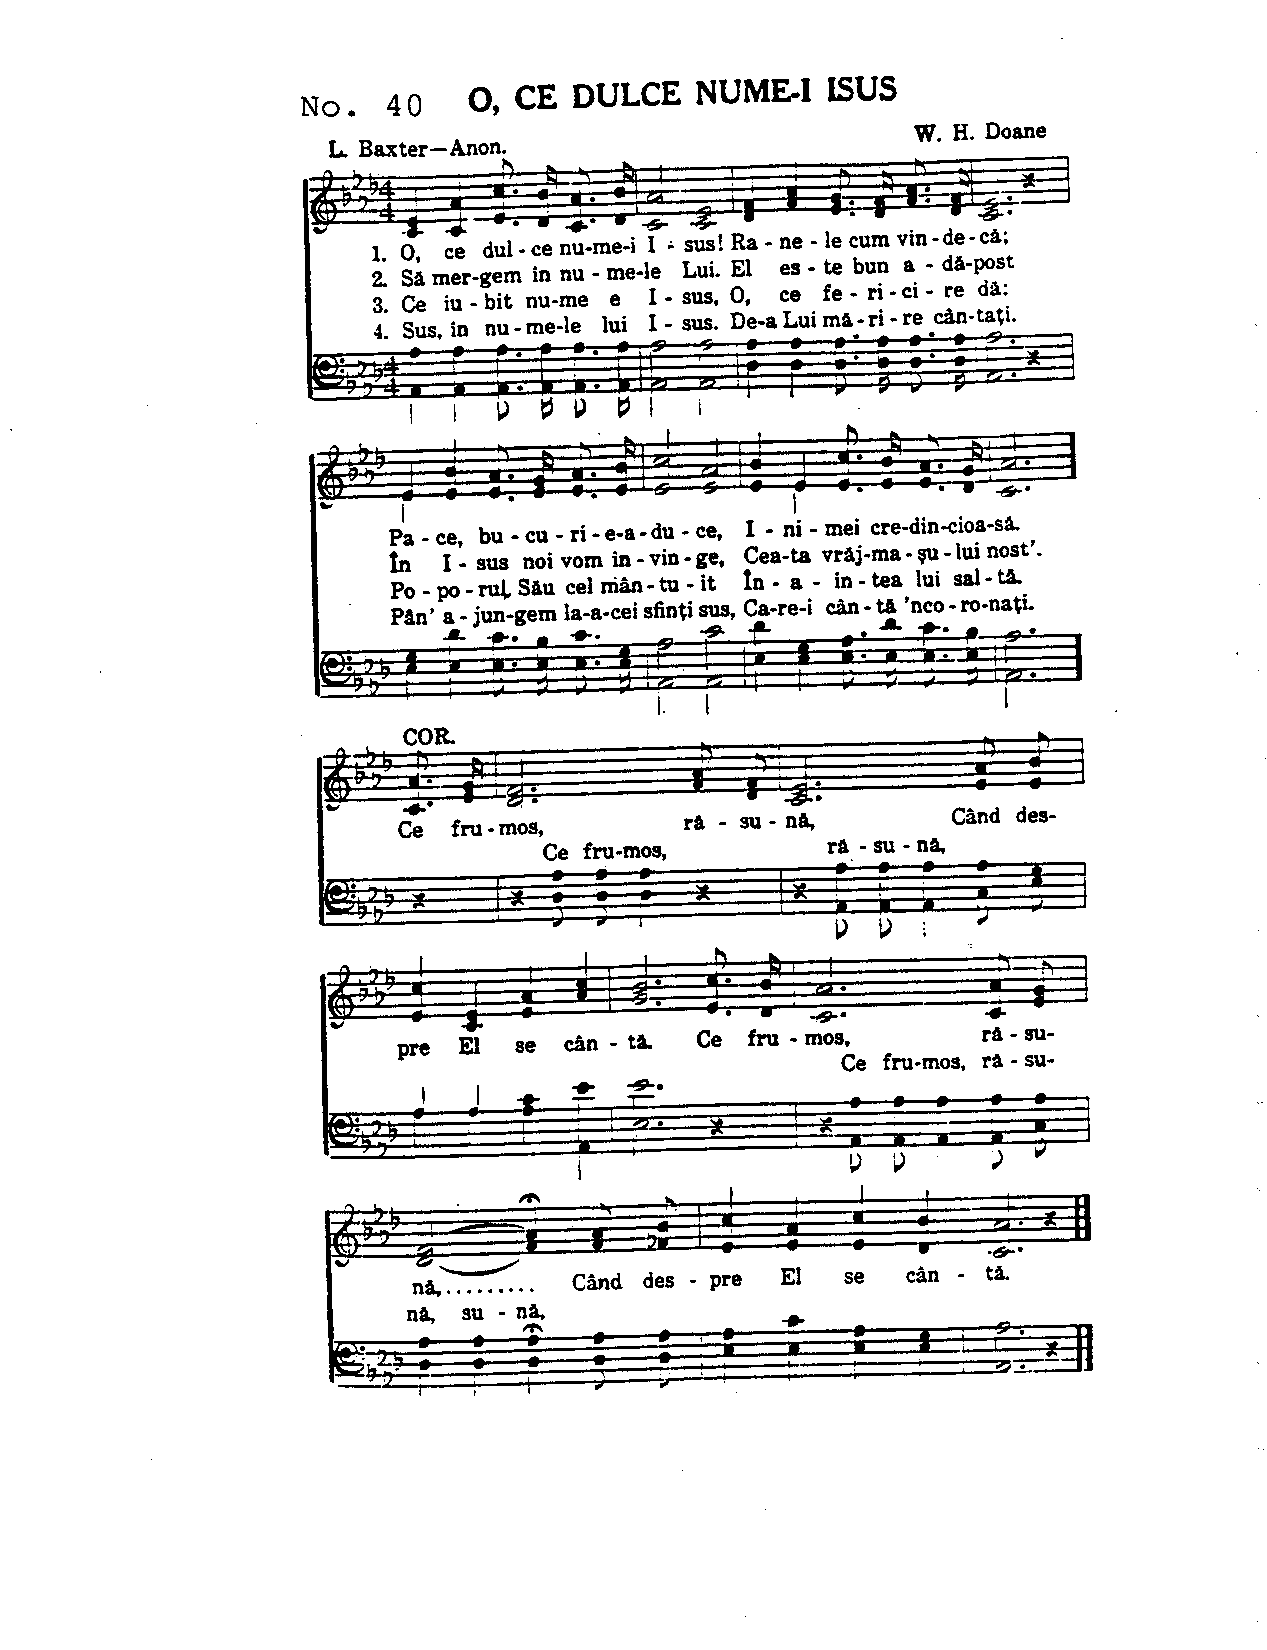 No. 40 O, CE DULCE NUME-I ISUS
L. Baxter—Anon.
W. H. Doane
1. O, ce dul-ce nu-me-i I-sus! Ra-ne-le cum vin-de-că;
2. Să mer-gem in nu-me-le Lui. El es-te bun a-dă-post
3. Ce iu-bit nu-me e I-sus, O, ce fe-ri-ci-re dă:
4. Sus, in nu-me-le lui I-sus. De-a Lui mă-ri-re cân-taţi.
Pa-ce, bu-cu-ri-e-a-du-ce, I-ni-mei cre-din-cioa-să.
În I-sus noi vom in-vin-ge, Cea-ta vrăj-ma-şu-lui nost'.
Po-po-rul Său cel mân-tu-it În-a-in-tea lui sal-tă.
Pân' a-jun-gem la-a-cei sfinţi sus, Ca-re-i cân-tă 'nco-ro-naţi.
COR.
Ce fru-mos, ră-su-nă, Când des-
Ce fru-mos, ră-su-nă,
pre El se cân-tă. Ce fru-mos, ră-su-
Ce fru-mos, ră-su-
nă,......... Când des-pre El se cân-tă.
nă, su-nă,